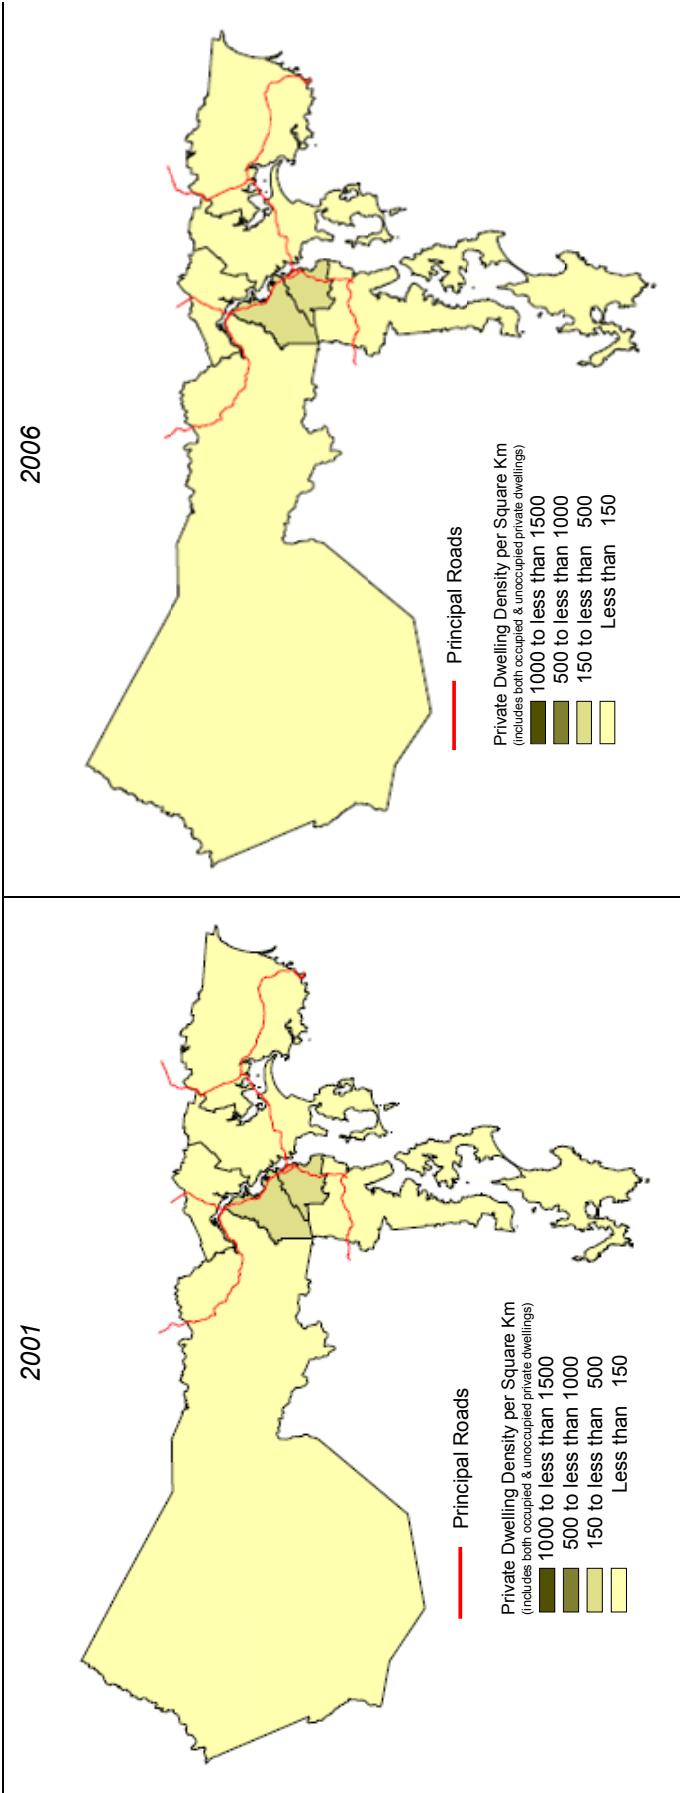 2001
Principal Roads
Private Dwelling Density per Square Km
(includes both occupied & unoccupied private dwellings)
1000 to less than 1500
500 to less than 1000
150 to less than 500
Less than 150
2006
Principal Roads
Private Dwelling Density per Square Km
(includes both occupied & unoccupied private dwellings)
1000 to less than 1500
500 to less than 1000
150 to less than 500
Less than 150